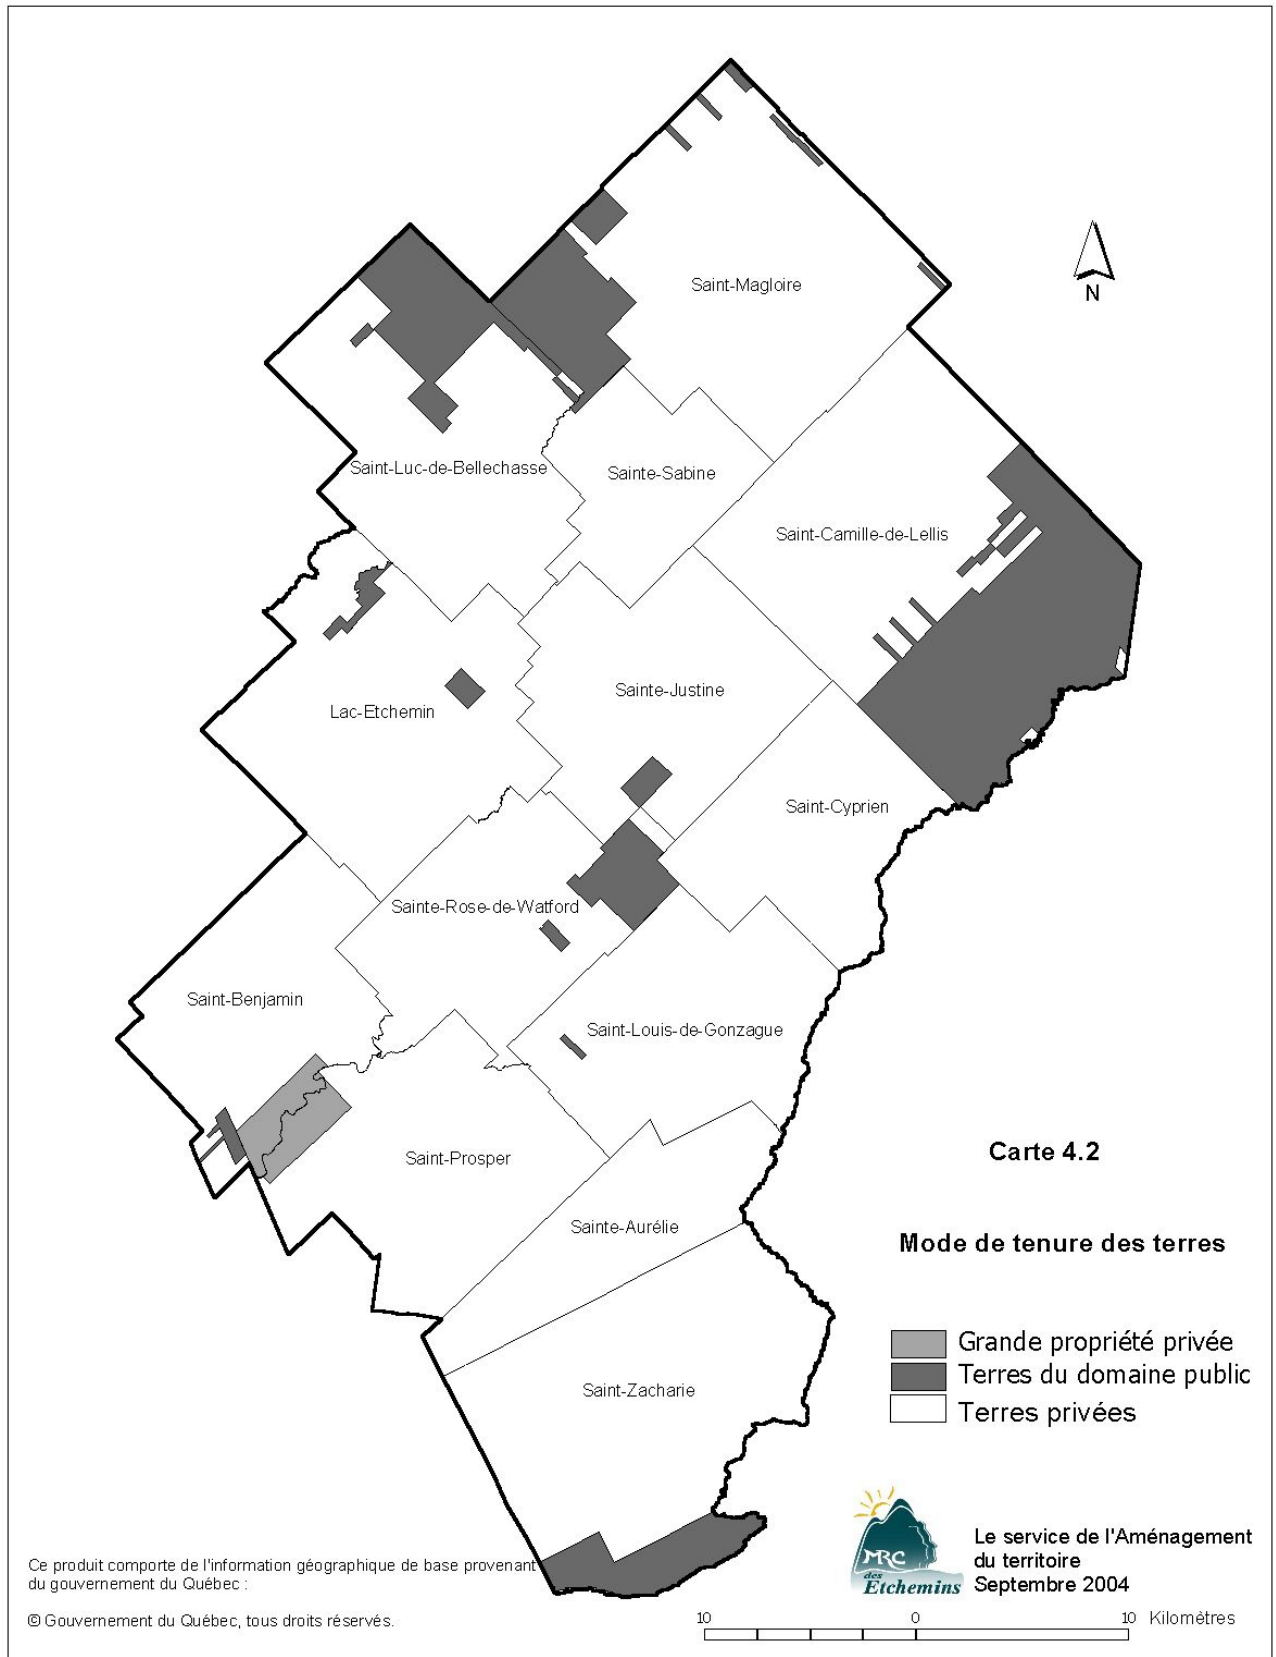 Saint-Magloire
N
Saint-Luc-de-Bellechasse
Sainte-Sabine
Saint-Camille-de-Lellis
Sainte-Justine
Lac-Etchemin
Saint-Cyprien
Sainte-Rose-de-Watford
Saint-Benjamin
Saint-Louis-de-Gonzague
Saint-Prosper
Sainte-Aurélie
Saint-Zacharie
Carte 4.2
Mode de tenure des terres
Grande propriété privée
Terres du domaine public
Terres privées
MRC
des
Etchemins
Le service de l'Aménagement
du territoire
Septembre 2004
Ce produit comporte de l'information géographique de base provenant
du gouvernement du Québec :
© Gouvernement du Québec, tous droits réservés.
10 0 10 Kilomètres